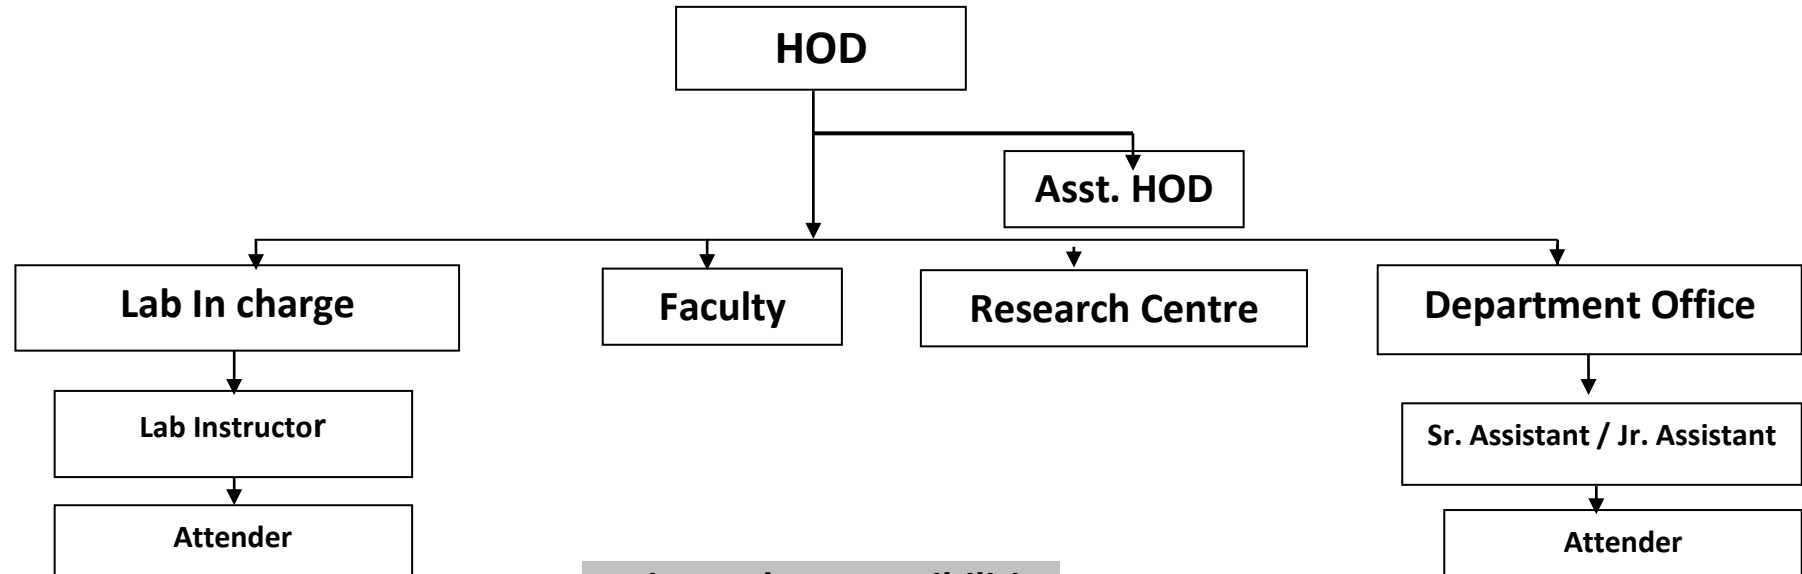 HOD
Asst. HOD
Lab In charge
Faculty
Research Centre
Department Office
Lab Instructor
Sr. Assistant / Jr. Assistant
Attender
Attender